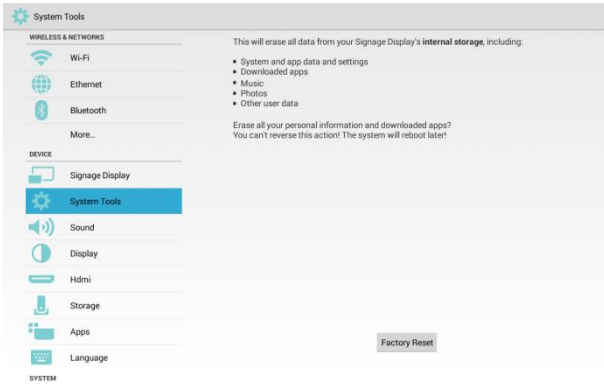 System Tools
WIRELESS & NETWORKS
Wi-Fi
Ethernet
Bluetooth
More...
DEVICE
Signage Display
System Tools
Sound
Display
Hdmi
Storage
Apps
Language
SYSTEM
This will erase all data from your Signage Display's internal storage, including:
System and app data and settings
Downloaded apps
Music
Photos
Other user data
Erase all your personal information and downloaded apps?
You can't reverse this action! The system will reboot later!
Factory Reset